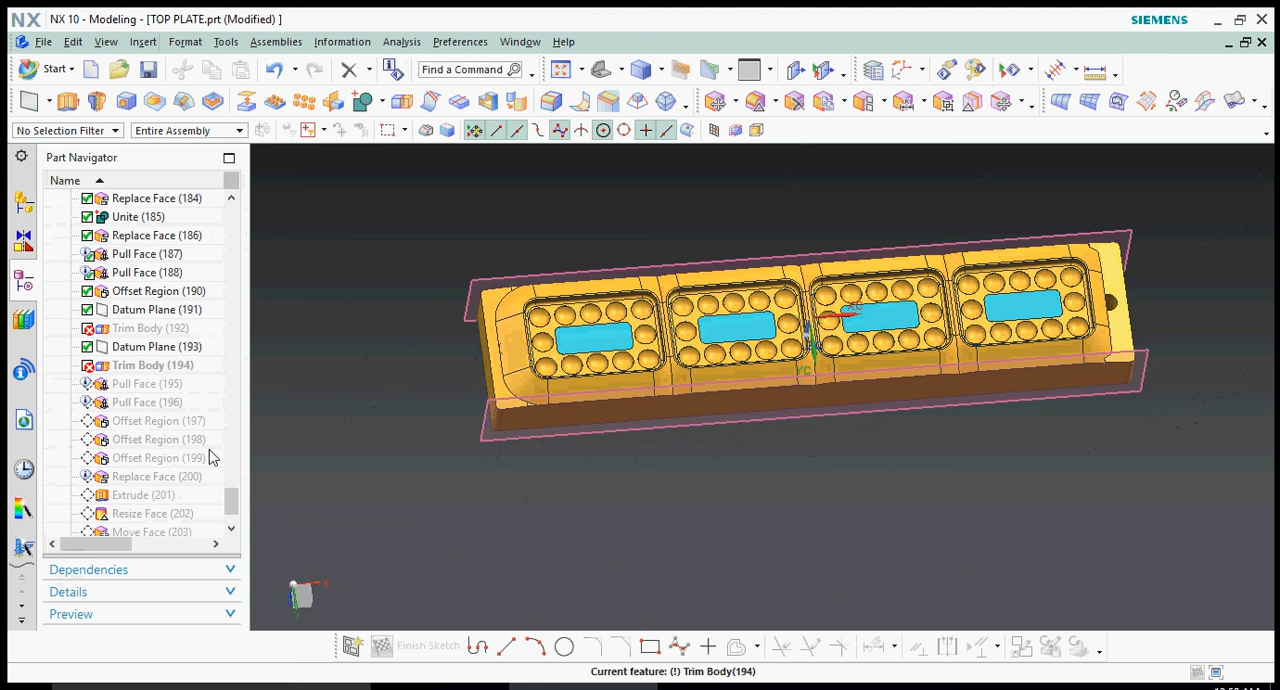 NX NX 10 - Modeling - [TOP PLATE.prt (Modified) ] SIEMENS
File Edit View Insert Format Tools Assemblies Information Analysis Preferences Window Help
Start Find a Command
No Selection Filter Entire Assembly
Part Navigator
Name
Replace Face (184)
Unite (185)
Replace Face (186)
Pull Face (187)
Pull Face (188)
Offset Region (190)
Datum Plane (191)
Trim Body (192)
Datum Plane (193)
Trim Body (194)
Pull Face (195)
Pull Face (196)
Offset Region (197)
Offset Region (198)
Offset Region (199)
Replace Face (200)
Extrude (201)
Resize Face (202)
Move Face (203)
Dependencies
Details
Preview
XC
YC
X
Finish Sketch
Current feature: (!) Trim Body(194)